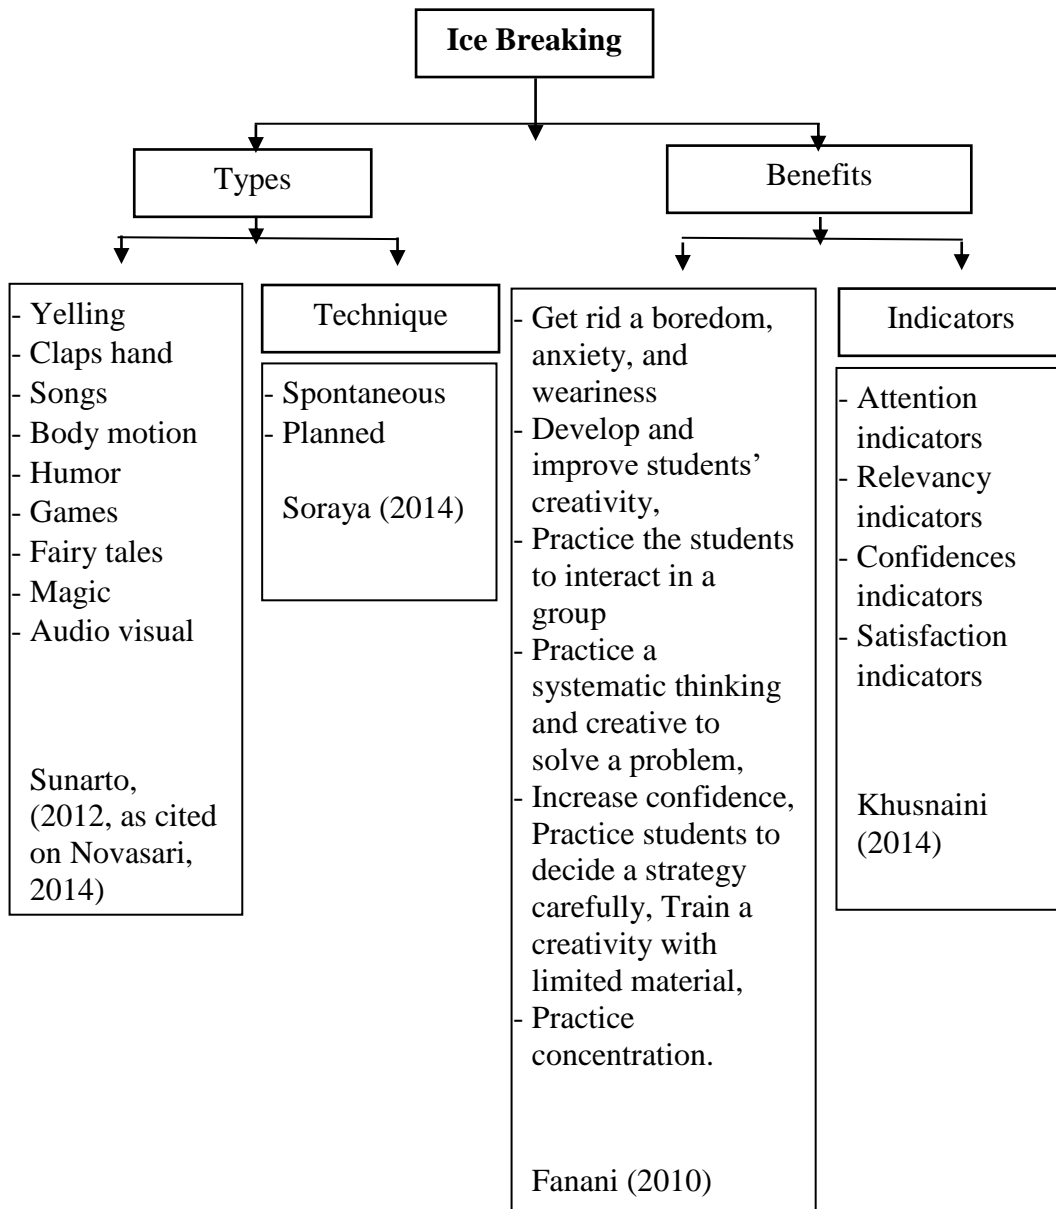 Ice Breaking
Types
Benefits
- Yelling
- Claps hand
- Songs
- Body motion
- Humor
- Games
- Fairy tales
- Magic
- Audio visual
Sunarto,
(2012, as cited
on Novasari,
2014)
Technique
- Spontaneous
- Planned
Soraya (2014)
- Get rid a boredom,
anxiety, and
weariness
- Develop and
improve students’
creativity,
- Practice the students
to interact in a
group
- Practice a
systematic thinking
and creative to
solve a problem,
- Increase confidence,
Practice students to
decide a strategy
carefully, Train a
creativity with
limited material,
- Practice
concentration.
Fanani (2010)
Indicators
- Attention
indicators
- Relevancy
indicators
- Confidences
indicators
- Satisfaction
indicators
Khusnaini
(2014)